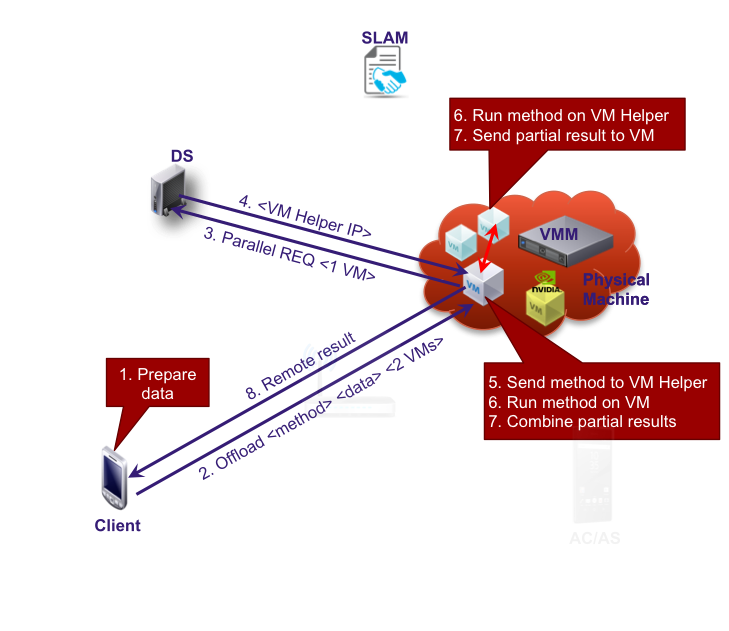 SLAM
6. Run method on VM Helper
7. Send partial result to VM
DS
4. <VM Helper IP>
3. Parallel REQ <1 VM>
VM
VM
VMM
VM
NVIDIA
VM
Physical
Machine
1. Prepare
data
8. Remote result
2. Offload <method> <data> <2 VMs>
5. Send method to VM Helper
6. Run method on VM
7. Combine partial results
Client
AC/AS